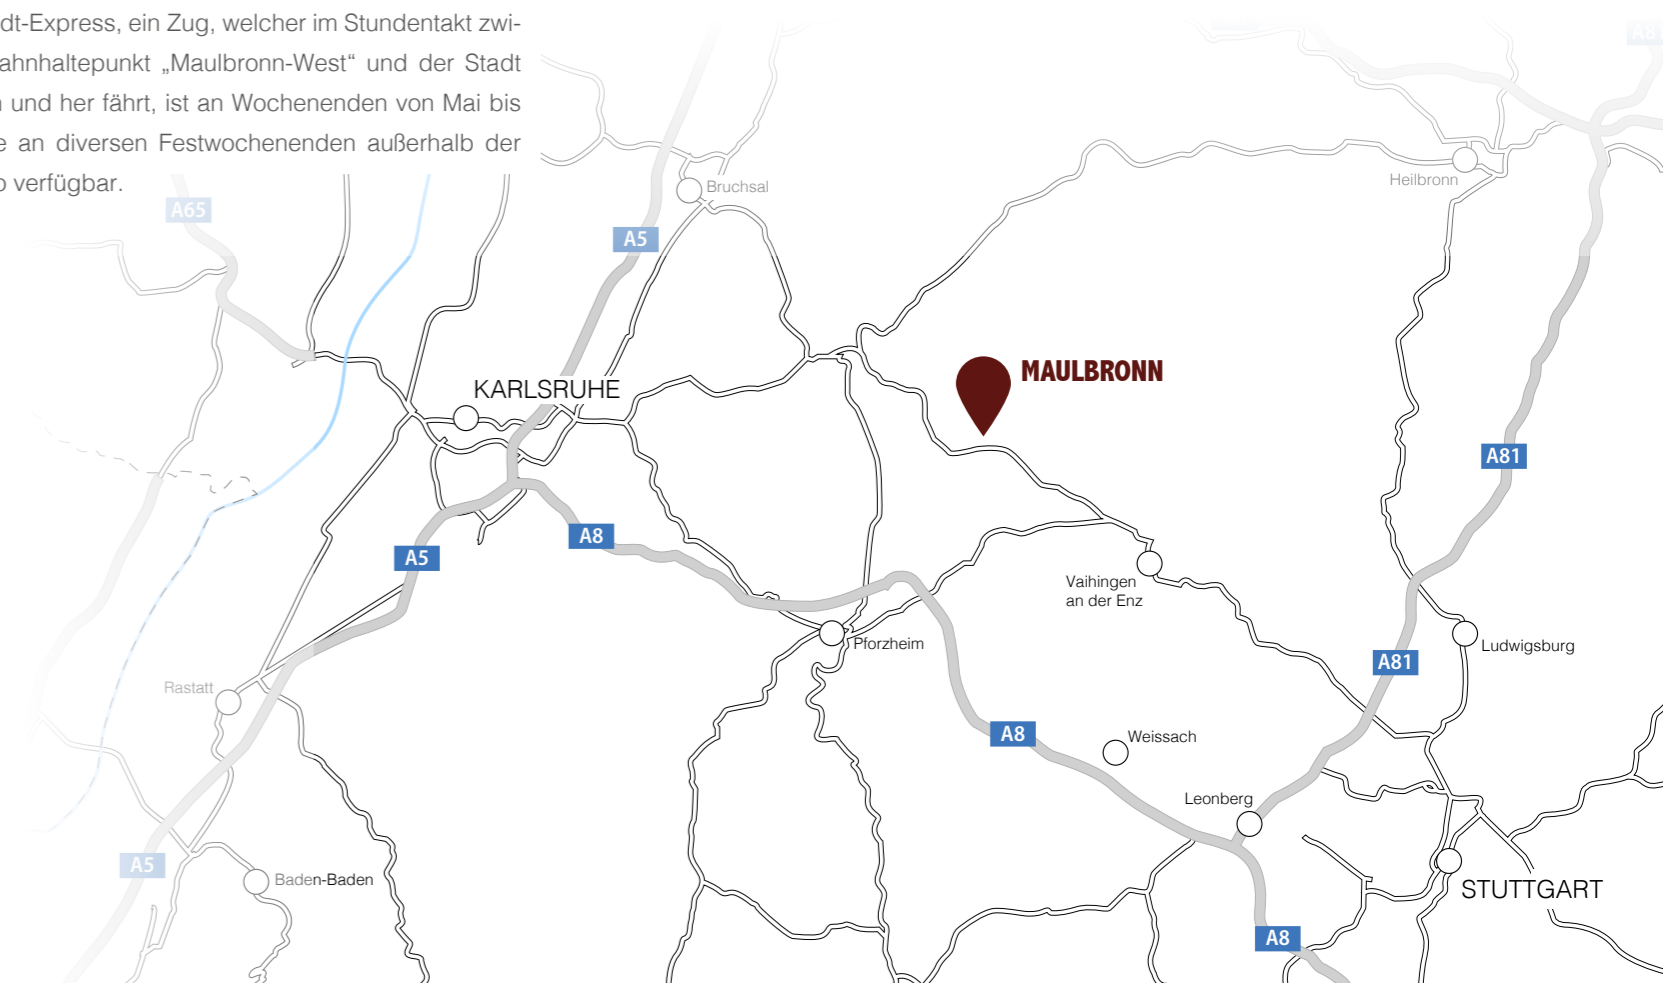 dt-Express, ein Zug, welcher im Stundentakt zwi-
ahnhaltepunkt „Maulbronn-West“ und der Stadt
und her fährt, ist an Wochenenden von Mai bis
e an diversen Festwochenenden außerhalb der
verfügbar.
A8
A65
Bruchsal
Heilbronn
A5
MAULBRONN
KARLSRUHE
A81
A8
A5
Vaihingen
an der Enz
Pforzheim
Ludwigsburg
A81
Rastatt
A8
Weissach
Leonberg
A5
Baden-Baden
STUTTGART
A8